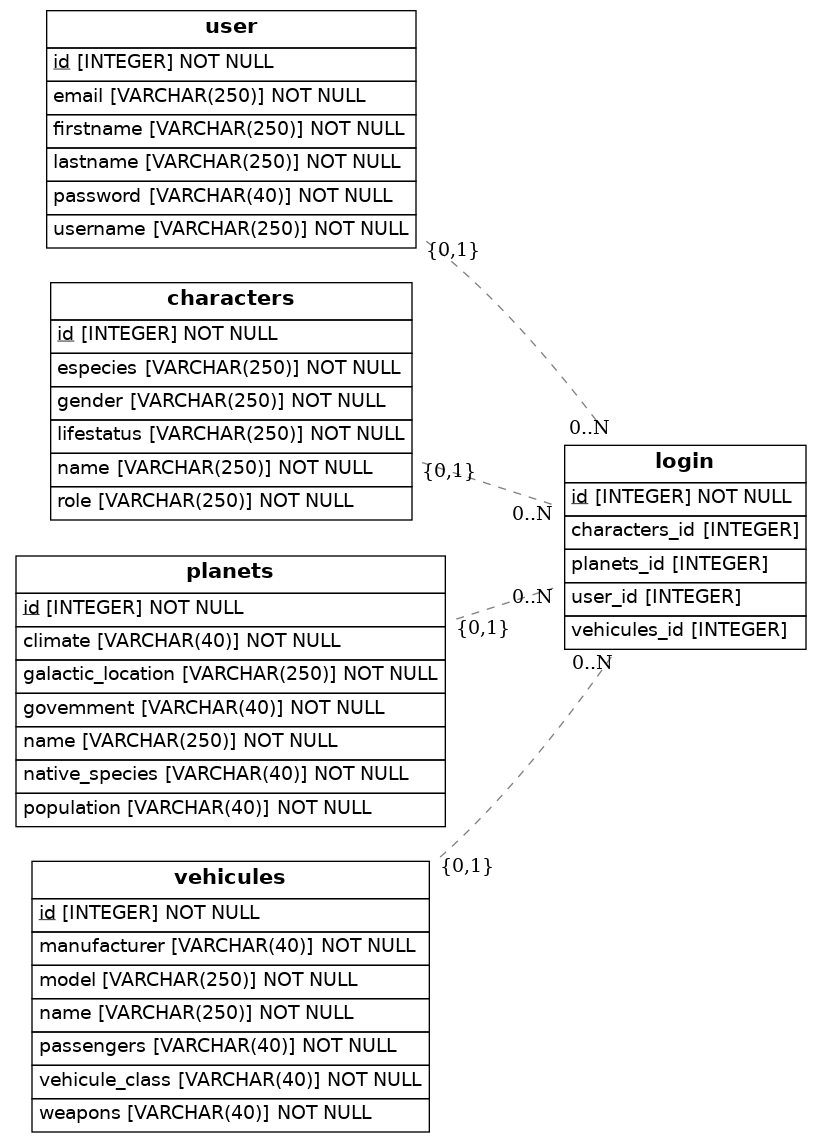 user
id [INTEGER] NOT NULL
email [VARCHAR(250)] NOT NULL
firstname [VARCHAR(250)] NOT NULL
lastname [VARCHAR(250)] NOT NULL
password [VARCHAR(40)] NOT NULL
username [VARCHAR(250)] NOT NULL
{0,1}
characters
id [INTEGER] NOT NULL
especies [VARCHAR(250)] NOT NULL
gender [VARCHAR(250)] NOT NULL
lifestatus [VARCHAR(250)] NOT NULL
name [VARCHAR(250)] NOT NULL
role [VARCHAR(250)] NOT NULL
{0,1}
planets
id [INTEGER] NOT NULL
climate [VARCHAR(40)] NOT NULL
galactic_location [VARCHAR(250)] NOT NULL
govemment [VARCHAR(40)] NOT NULL
name [VARCHAR(250)] NOT NULL
native_species [VARCHAR(40)] NOT NULL
population [VARCHAR(40)] NOT NULL
{0,1}
vehicules
id [INTEGER] NOT NULL
manufacturer [VARCHAR(40)] NOT NULL
model [VARCHAR(250)] NOT NULL
name [VARCHAR(250)] NOT NULL
passengers [VARCHAR(40)] NOT NULL
vehicule_class [VARCHAR(40)] NOT NULL
weapons [VARCHAR(40)] NOT NULL
{0,1}
0..N
0..N
0..N
0..N
login
id [INTEGER] NOT NULL
characters_id [INTEGER]
planets_id [INTEGER]
user_id [INTEGER]
vehicules_id [INTEGER]